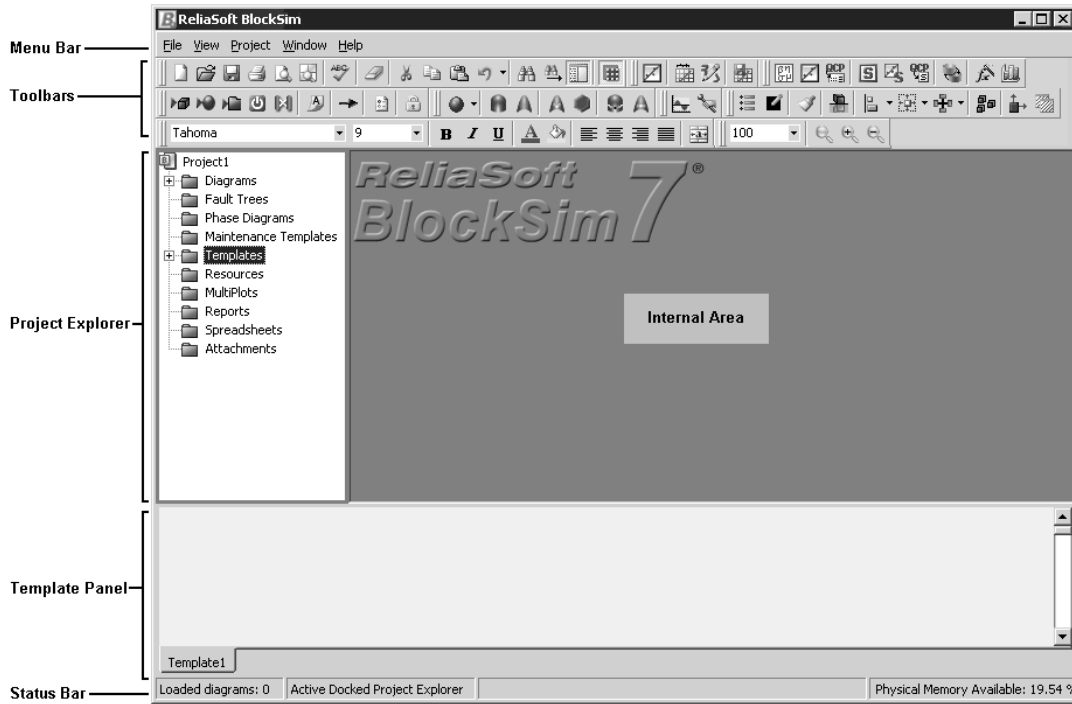 ReliaSoft BlockSim
Menu Bar
File View Project Window Help
Toolbars
Tahoma 9 B I U A 100
Project Explorer
Project1
Diagrams
Fault Trees
Phase Diagrams
Maintenance Templates
Templates
Resources
MultiPlots
Reports
Spreadsheets
Attachments
ReliaSoft
BlockSim 7®
Internal Area
Template Panel
Template1
Status Bar
Loaded diagrams: 0 Active Docked Project Explorer Physical Memory Available: 19.54 %